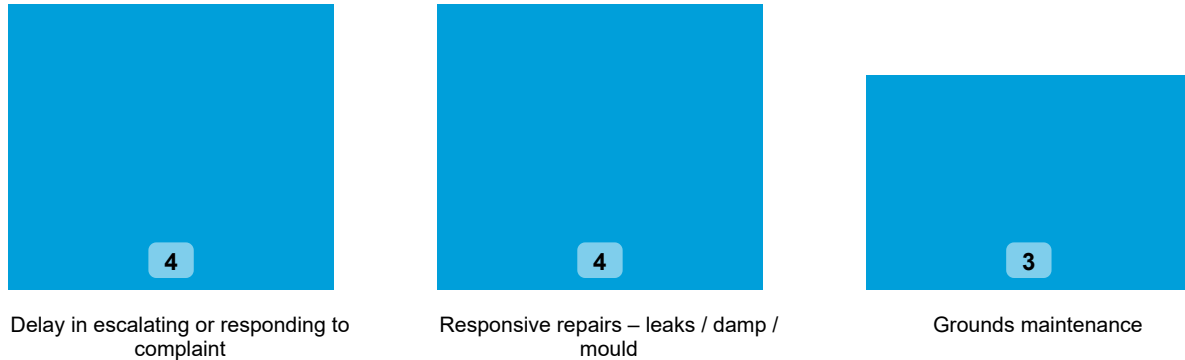 4
4
3
Delay in escalating or responding to
complaint
Responsive repairs – leaks / damp /
mould
Grounds maintenance